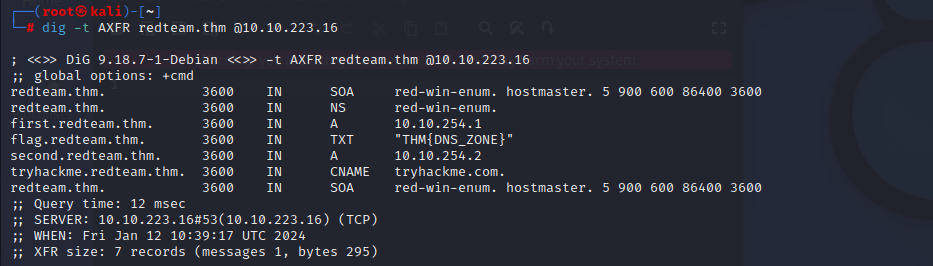 (root㉿kali)-[~]
# dig -t AXFR redteam.thm @10.10.223.16
; <<>> DiG 9.18.7-1-Debian <<>> -t AXFR redteam.thm @10.10.223.16
;; global options: +cmd
redteam.thm. 3600 IN SOA red-win-enum. hostmaster. 5 900 600 86400 3600
redteam.thm. 3600 IN NS red-win-enum.
first.redteam.thm. 3600 IN A 10.10.254.1
flag.redteam.thm. 3600 IN TXT "THM{DNS_ZONE}"
second.redteam.thm. 3600 IN A 10.10.254.2
tryhackme.redteam.thm. 3600 IN CNAME tryhackme.com.
redteam.thm. 3600 IN SOA red-win-enum. hostmaster. 5 900 600 86400 3600
;; Query time: 12 msec
;; SERVER: 10.10.223.16#53(10.10.223.16) (TCP)
;; WHEN: Fri Jan 12 10:39:17 UTC 2024
;; XFR size: 7 records (messages 1, bytes 295)